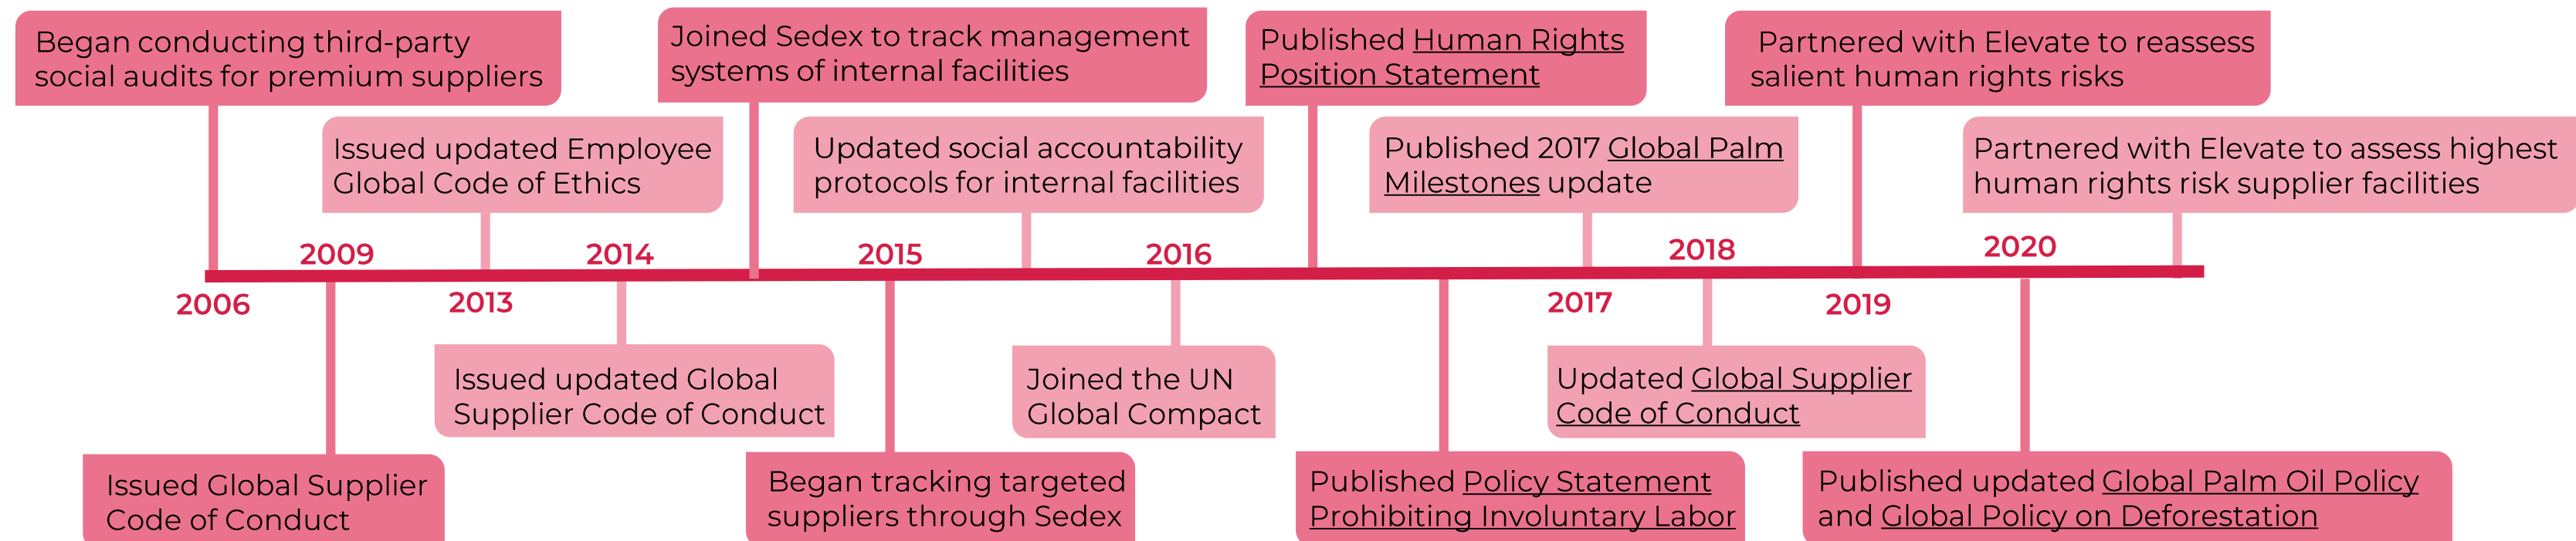 Began conducting third-party
social audits for premium suppliers
Joined Sedex to track management
systems of internal facilities
Published Human Rights
Position Statement
Partnered with Elevate to reassess
salient human rights risks
Issued updated Employee
Global Code of Ethics
Updated social accountability
protocols for internal facilities
Published 2017 Global Palm
Milestones update
Partnered with Elevate to assess highest
human rights risk supplier facilities
2009
2014
2015
2016
2018
2020
2006
2013
2017
2019
Issued updated Global
Supplier Code of Conduct
Joined the UN
Global Compact
Updated Global Supplier
Code of Conduct
Issued Global Supplier
Code of Conduct
Began tracking targeted
suppliers through Sedex
Published Policy Statement
Prohibiting Involuntary Labor
Published updated Global Palm Oil Policy
and Global Policy on Deforestation